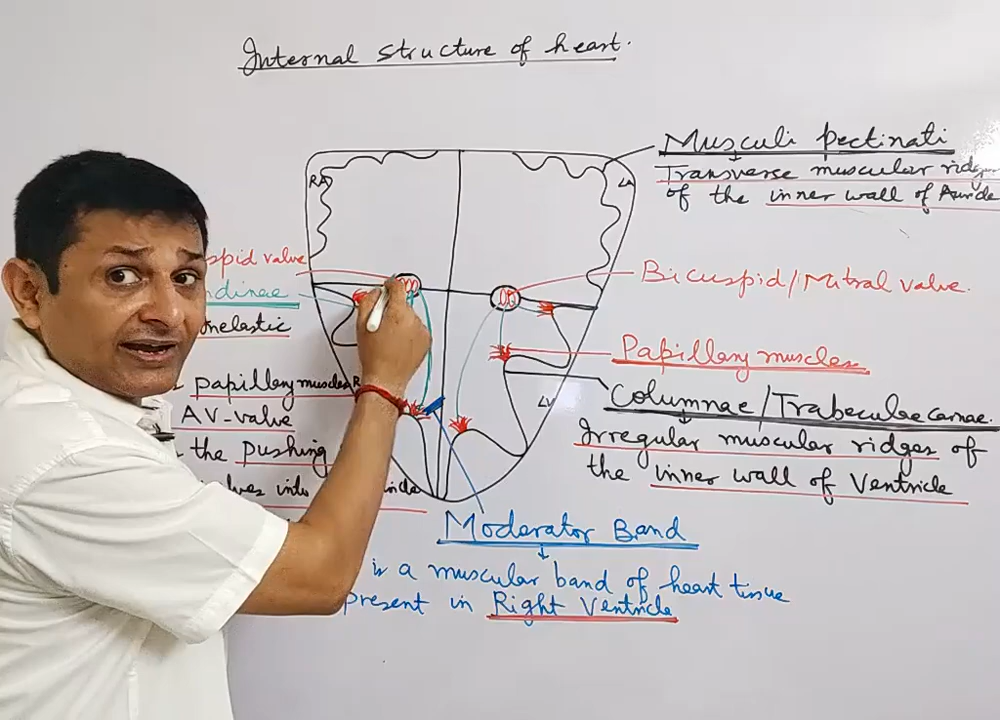 Internal structure of heart.
Musculi pectinati
Transverse muscular
of the inner wall of
RA
LA
spid valve
Bicuspid/Mitral valve.
dinae
nelastic
Papillary muscles
papillary muscles
R
Columnae/Trabeculae carnae.
LV
AV-valve
Irregular muscular ridges of
the pushing
the inner wall of Ventricle
Moderator Band
is a muscular band of heart tissue
present in Right Ventricle